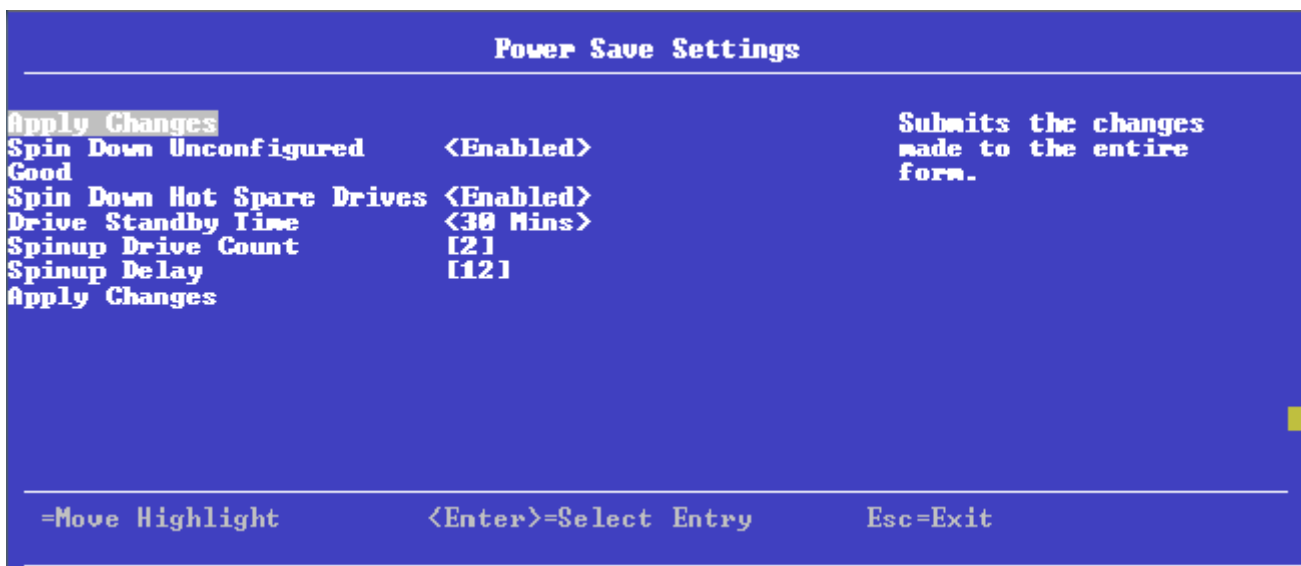 Power Save Settings
Apply Changes
Spin Down Unconfigured <Enabled>
Good
Spin Down Hot Spare Drives <Enabled>
Drive Standby Time <30 Mins>
Spinup Drive Count [2]
Spinup Delay [12]
Apply Changes
Submits the changes
made to the entire
form.
=Move Highlight <Enter>=Select Entry Esc=Exit